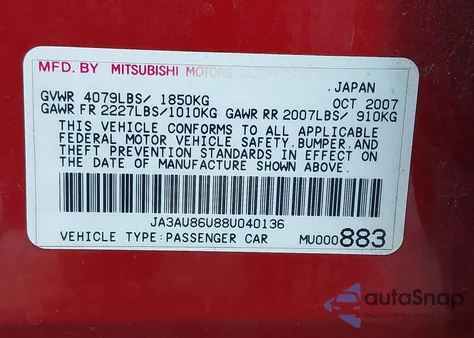 MFD. BY MITSUBISHI MOTORS
JAPAN
GVWR 4079LBS/ 1850KG OCT 2007
GAWR FR 2227LBS/1010KG GAWR RR 2007LBS/ 910KG
THIS VEHICLE CONFORMS TO ALL APPLICABLE
FEDERAL MOTOR VEHICLE SAFETY.BUMPER.AND
THEFT PREVENTION STANDARDS IN EFFECT ON
THE DATE OF MANUFACTURE SHOWN ABOVE.
JA3AU86U88U040136
VEHICLE TYPE:PASSENGER CAR MU000883
autoSnap